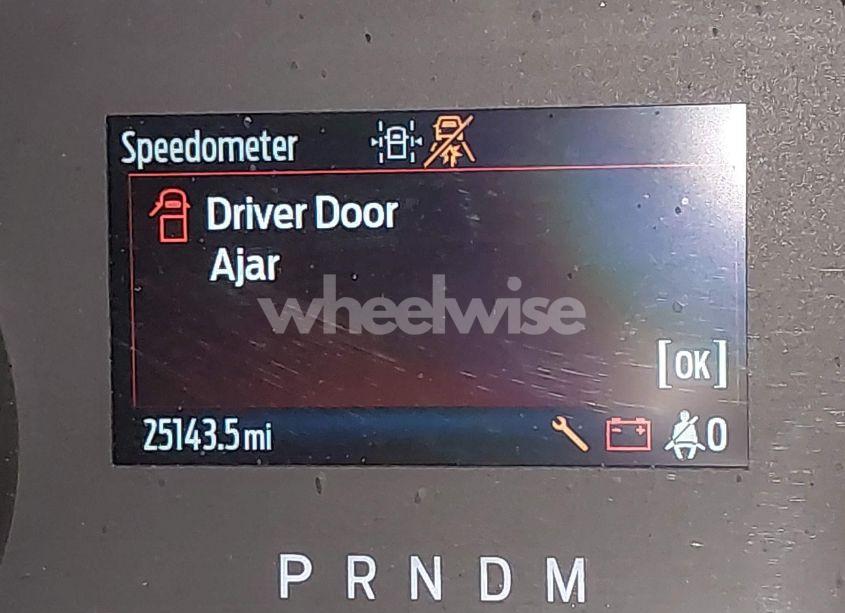 Speedometer
Driver Door
Ajar
wheelwise
[OK]
25143.5 mi
0
P R N D M